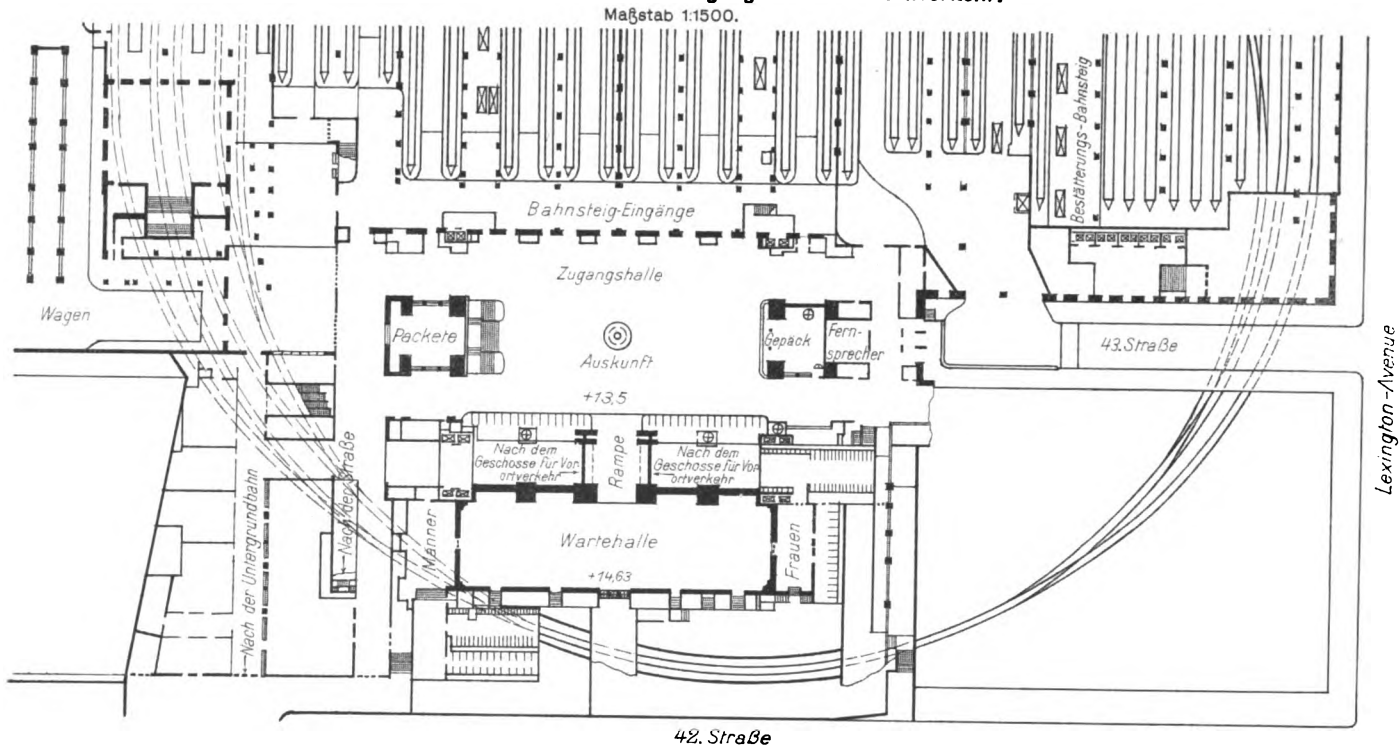 Maßstab 1:1500.
Bestätterungs-Bahnsteig
Bahnsteig-Eingänge
Zugangshalle
Wagen
Packete
Auskunft
Gepäck
Fern-
sprecher
43. Straße
Lexington-Avenue
+13,5
Nach dem
Geschosse für Vor
ortverkehr
Rampe
Nach dem
Geschosse für Vor
ortverkehr
Nach der Untergrundbahn
Nach der Straße
Männer
Wartehalle
+14,63
Frauen
42. Straße